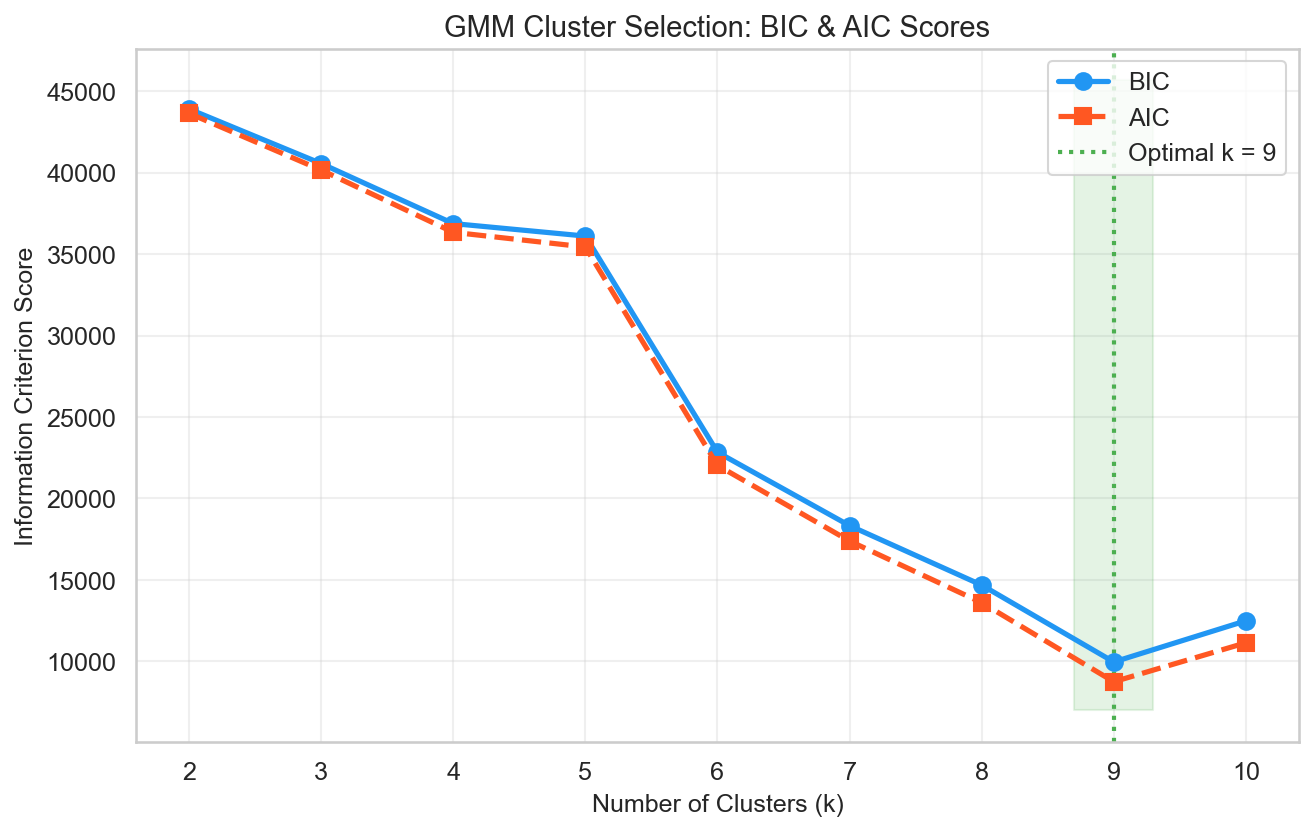 GMM Cluster Selection: BIC & AIC Scores
BIC
AIC
Optimal k = 9
Information Criterion Score
45000
40000
35000
30000
25000
20000
15000
10000
2 3 4 5 6 7 8 9 10
Number of Clusters (k)